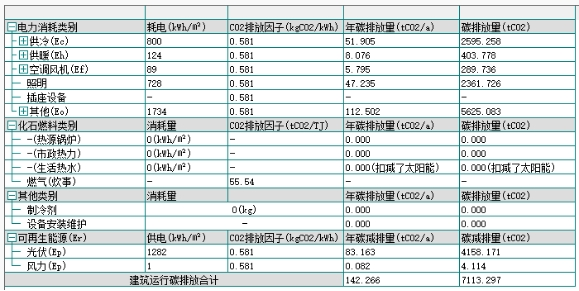 电力消耗类别 耗电(kWh/m²) CO2排放因子(kgCO2/kWh) 年碳排放量(tCO2/a) 碳排放量(tCO2)
供冷(Ec) 800 0.581 51.905 2595.258
供暖(Eh) 124 0.581 8.076 403.778
空调风机(Ef) 89 0.581 5.795 289.736
照明 728 0.581 47.235 2361.726
插座设备 - 0.581 - -
其他(Eo) 1734 0.581 112.502 5625.083
化石燃料类别 消耗量 CO2排放因子(tCO2/TJ) 年碳排放量(tCO2/a) 碳排放量(tCO2)
-(热源锅炉) 0(kWh/m²) - 0.000 0.000
-(市政热力) 0(kWh/m²) - 0.000 0.000
-(生活热水) 0(kWh/m²) - 0.000(扣减了太阳能) 0.000(扣减了太阳能)
燃气(炊事) - 55.54 - -
其他类别 消耗量 年碳排放量(tCO2/a) 碳排放量(tCO2)
制冷剂 0(kg) 0.000 0.000
设备安装维护 - 0.000 0.000
可再生能源(Er) 供电(kWh/m²) CO2排放因子(kgCO2/kWh) 年碳减排量(tCO2/a) 碳减排量(tCO2)
光伏(Ep) 1282 0.581 83.163 4158.171
风力(Ep) 1 0.581 0.082 4.114
建筑运行碳排放合计 142.266 7113.297